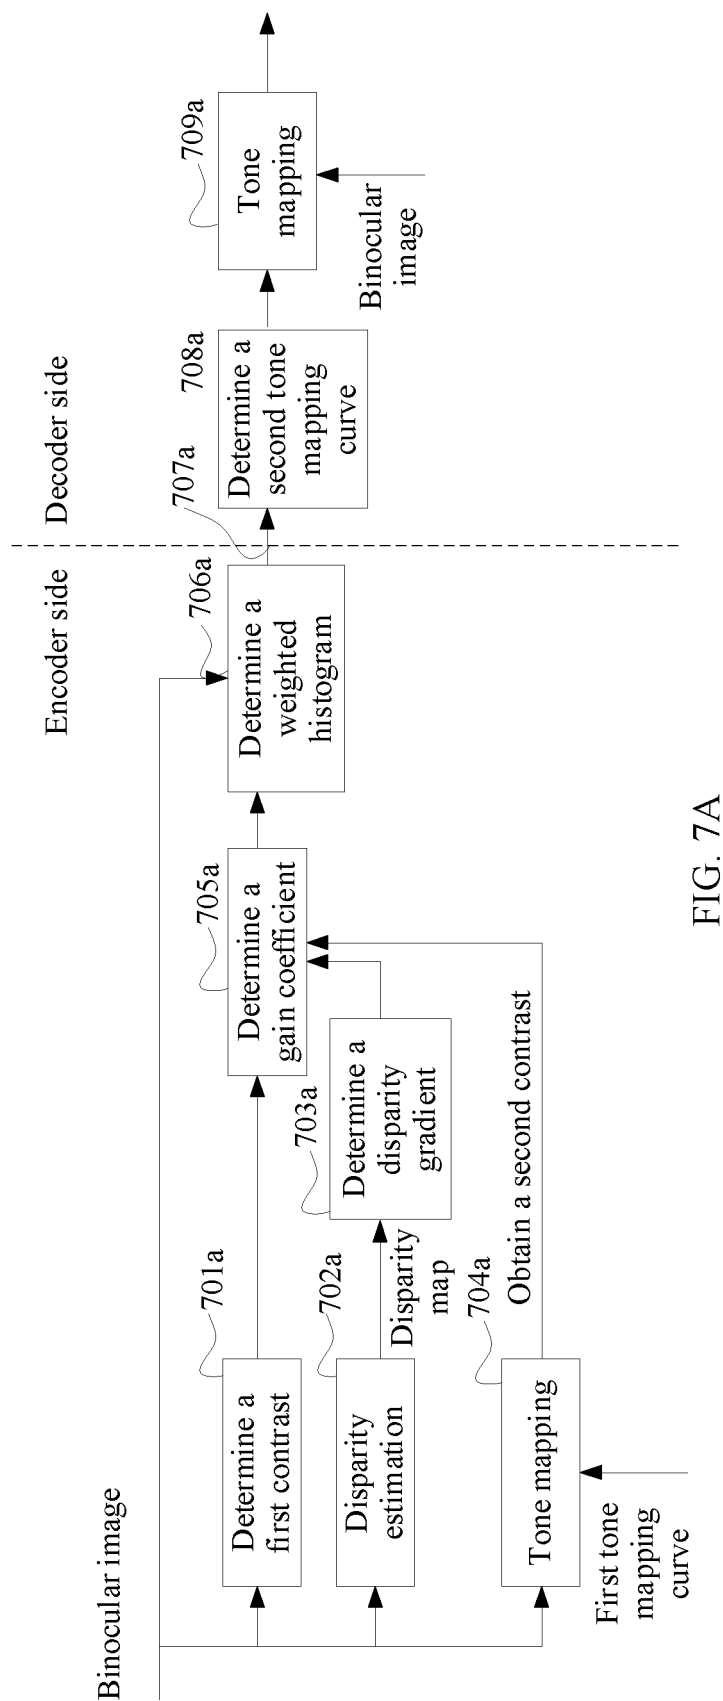 Binocular image
Encoder side
Decoder side
701a
Determine a
first contrast
702a
Disparity
estimation
Disparity
map
703a
Determine a
disparity
gradient
704a
Tone mapping
First tone
mapping
curve
Obtain a second contrast
705a
Determine a
gain coefficient
706a
Determine a
weighted
histogram
707a
708a
Determine a
second tone
mapping
curve
709a
Tone
mapping
Binocular
image
FIG. 7A